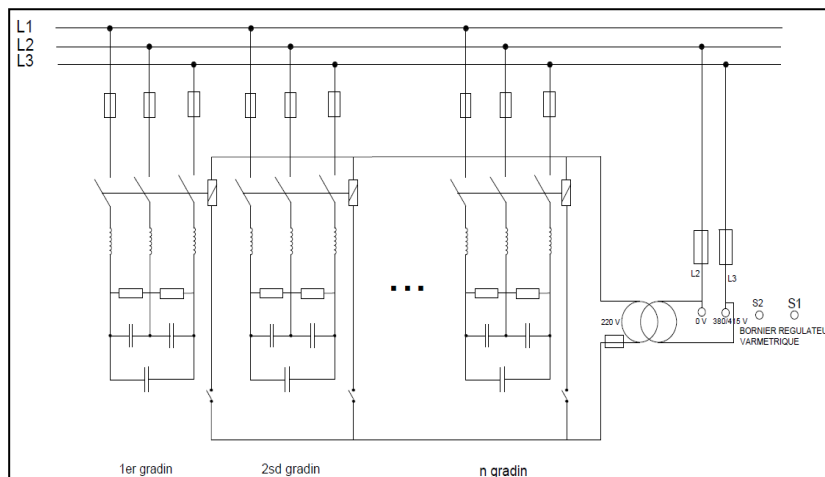 L1
L2
L3
...
L2
L3
S2
S1
220 V
0 V
380/415 V
BORNIER REGULATEU
VARMETRIQUE
1er gradin
2sd gradin
n gradin